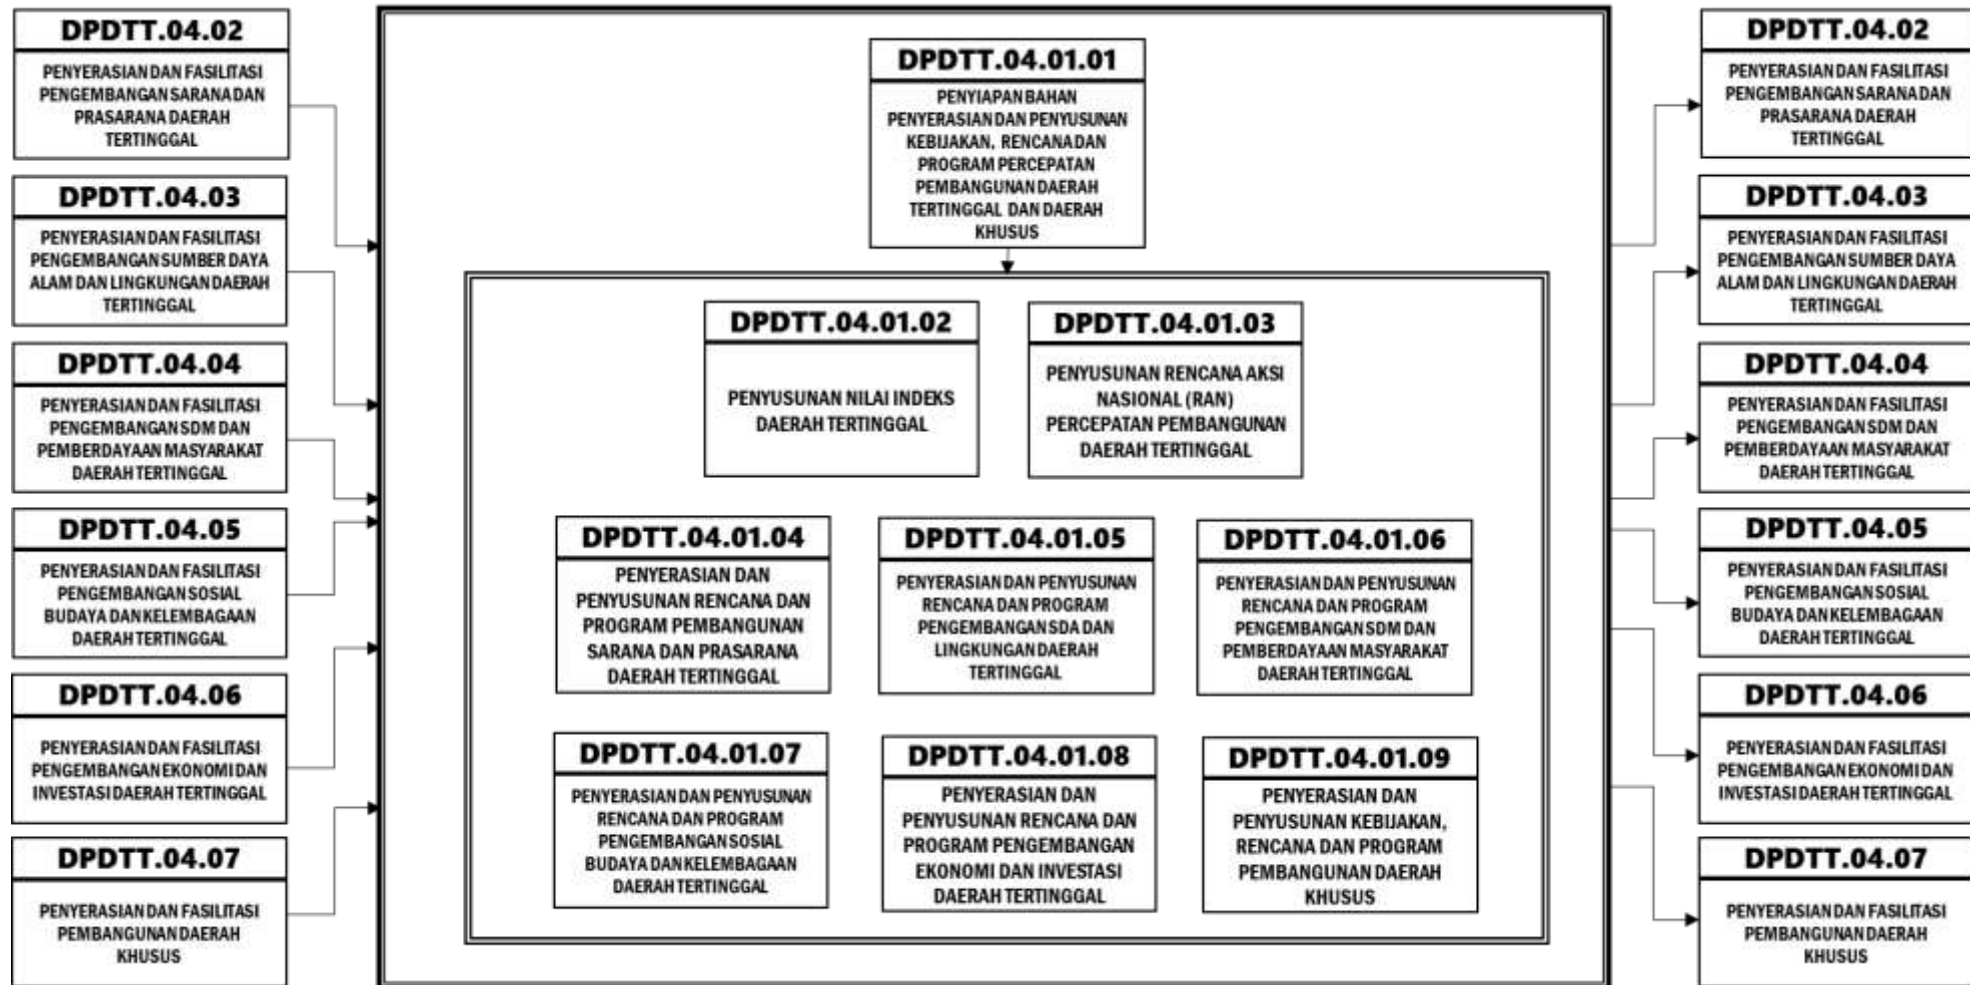 DPDTT.04.02
PENYERASIAN DAN FASILITASI
PENGEMBANGAN SARANA DAN
PRASARANA DAERAH
TERTINGGAL
DPDTT.04.03
PENYERASIAN DAN FASILITASI
PENGEMBANGAN SUMBER DAYA
ALAM DAN LINGKUNGAN DAERAH
TERTINGGAL
DPDTT.04.04
PENYERASIAN DAN FASILITASI
PENGEMBANGAN SDM DAN
PEMBERDAYAAN MASYARAKAT
DAERAH TERTINGGAL
DPDTT.04.05
PENYERASIAN DAN FASILITASI
PENGEMBANGAN SOSIAL
BUDAYA DAN KELEMBAGAAN
DAERAH TERTINGGAL
DPDTT.04.06
PENYERASIAN DAN FASILITASI
PENGEMBANGAN EKONOMI DAN
INVESTASI DAERAH TERTINGGAL
DPDTT.04.07
PENYERASIAN DAN FASILITASI
PEMBANGUNAN DAERAH
KHUSUS
DPDTT.04.01.01
PENYIAPAN BAHAN
PENYERASIAN DAN PENYUSUNAN
KEBIJAKAN, RENCANA DAN
PROGRAM PERCEPATAN
PEMBANGUNAN DAERAH
TERTINGGAL DAN DAERAH
KHUSUS
DPDTT.04.01.02
PENYUSUNAN NILAI INDEKS
DAERAH TERTINGGAL
DPDTT.04.01.03
PENYUSUNAN RENCANA AKSI
NASIONAL (RAN)
PERCEPATAN PEMBANGUNAN
DAERAH TERTINGGAL
DPDTT.04.01.04
PENYERASIAN DAN
PENYUSUNAN RENCANA DAN
PROGRAM PEMBANGUNAN
SARANA DAN PRASARANA
DAERAH TERTINGGAL
DPDTT.04.01.05
PENYERASIAN DAN PENYUSUNAN
RENCANA DAN PROGRAM
PENGEMBANGAN SDA DAN
LINGKUNGAN DAERAH
TERTINGGAL
DPDTT.04.01.06
PENYERASIAN DAN PENYUSUNAN
RENCANA DAN PROGRAM
PENGEMBANGAN SDM DAN
PEMBERDAYAAN MASYARAKAT
DAERAH TERTINGGAL
DPDTT.04.01.07
PENYERASIAN DAN PENYUSUNAN
RENCANA DAN PROGRAM
PENGEMBANGAN SOSIAL
BUDAYA DAN KELEMBAGAAN
DAERAH TERTINGGAL
DPDTT.04.01.08
PENYERASIAN DAN
PENYUSUNAN RENCANA DAN
PROGRAM PENGEMBANGAN
EKONOMI DAN INVESTASI
DAERAH TERTINGGAL
DPDTT.04.01.09
PENYERASIAN DAN
PENYUSUNAN KEBIJAKAN,
RENCANA DAN PROGRAM
PEMBANGUNAN DAERAH
KHUSUS
DPDTT.04.02
PENYERASIAN DAN FASILITASI
PENGEMBANGAN SARANA DAN
PRASARANA DAERAH
TERTINGGAL
DPDTT.04.03
PENYERASIAN DAN FASILITASI
PENGEMBANGAN SUMBER DAYA
ALAM DAN LINGKUNGAN DAERAH
TERTINGGAL
DPDTT.04.04
PENYERASIAN DAN FASILITASI
PENGEMBANGAN SDM DAN
PEMBERDAYAAN MASYARAKAT
DAERAH TERTINGGAL
DPDTT.04.05
PENYERASIAN DAN FASILITASI
PENGEMBANGAN SOSIAL
BUDAYA DAN KELEMBAGAAN
DAERAH TERTINGGAL
DPDTT.04.06
PENYERASIAN DAN FASILITASI
PENGEMBANGAN EKONOMI DAN
INVESTASI DAERAH TERTINGGAL
DPDTT.04.07
PENYERASIAN DAN FASILITASI
PEMBANGUNAN DAERAH
KHUSUS